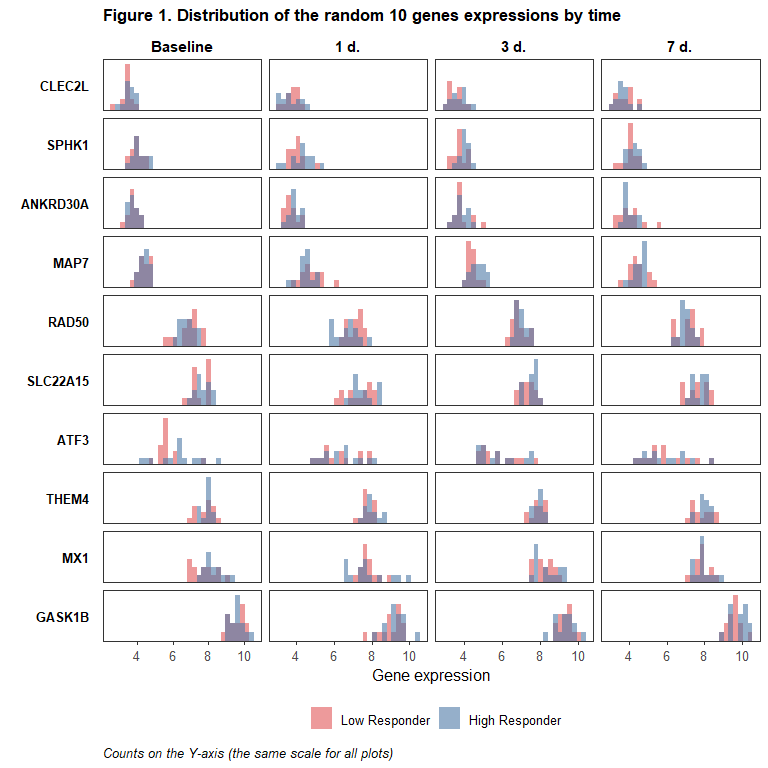 Figure 1. Distribution of the random 10 genes expressions by time
Baseline 1 d. 3 d. 7 d.
CLEC2L
SPHK1
ANKRD30A
MAP7
RAD50
SLC22A15
ATF3
THEM4
MX1
GASK1B
4 6 8 10 4 6 8 10 4 6 8 10 4 6 8 10
Gene expression
Low Responder High Responder
Counts on the Y-axis (the same scale for all plots)